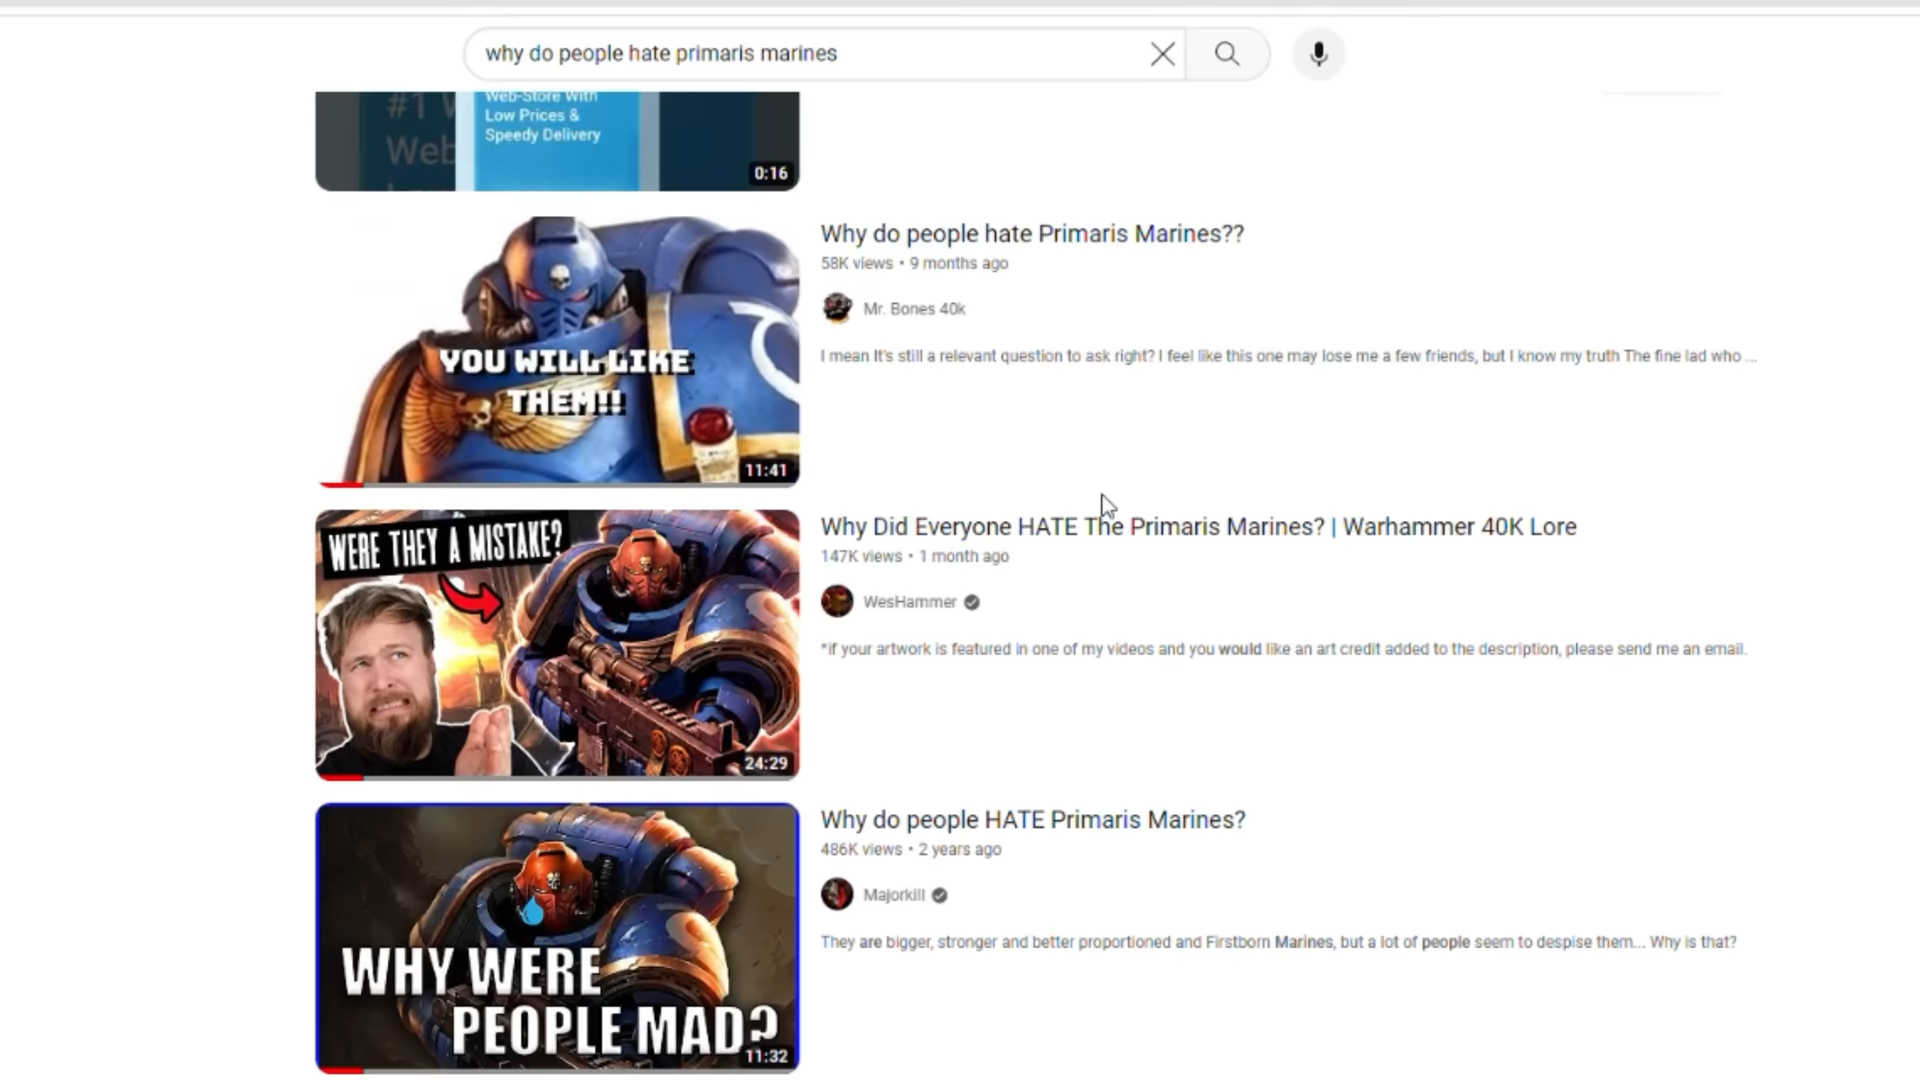 why do people hate primaris marines
#1
Web
Web-Store With
Low Prices &
Speedy Delivery
0:16
YOU WILL LIKE
THEM!!
11:41
Why do people hate Primaris Marines??
58K views • 9 months ago
Mr. Bones 40k
I mean It's still a relevant question to ask right? I feel like this one may lose me a few friends, but I know my truth The fine lad who ...
WERE THEY A MISTAKE?
24:29
Why Did Everyone HATE The Primaris Marines? | Warhammer 40K Lore
147K views • 1 month ago
WesHammer
*if your artwork is featured in one of my videos and you would like an art credit added to the description, please send me an email.
WHY WERE
PEOPLE MAD?
11:32
Why do people HATE Primaris Marines?
486K views • 2 years ago
Majorkill
They are bigger, stronger and better proportioned and Firstborn Marines, but a lot of people seem to despise them... Why is that?